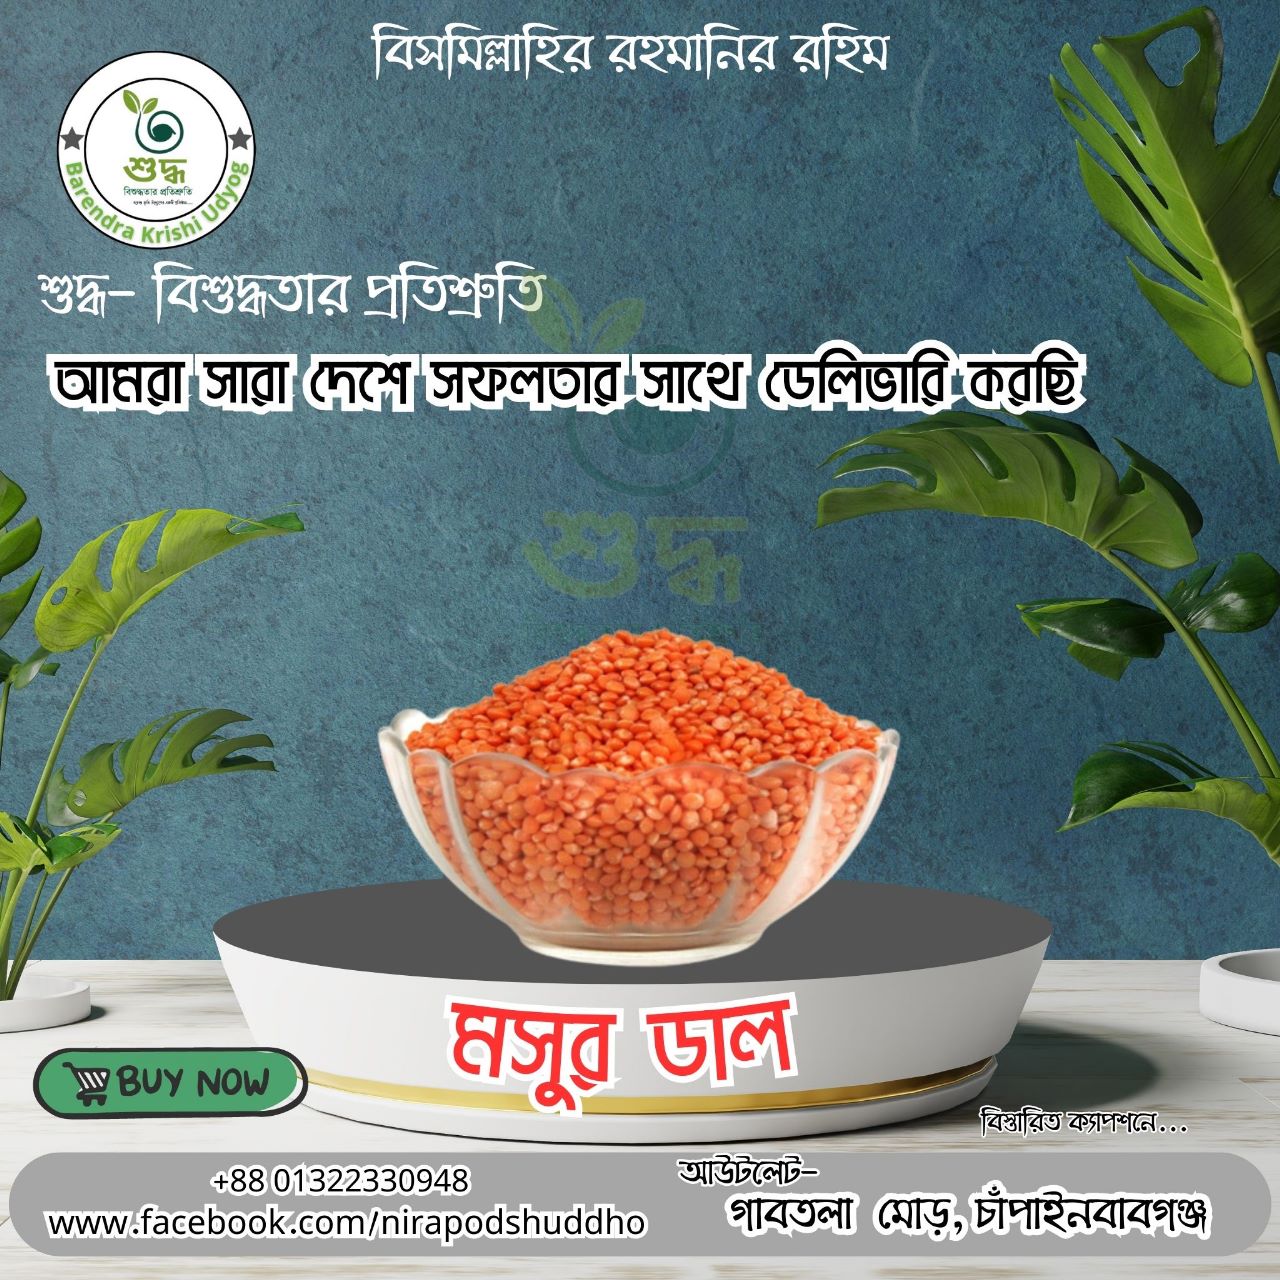 বিসমিল্লাহির রহমানির রহিম
শুদ্ধ
বিশুদ্ধতার প্রতিশ্রুতি
Barendra Krishi Udyog
শুদ্ধ- বিশুদ্ধতার প্রতিশ্রুতি
আমরা সারা দেশে সফলতার সাথে ডেলিভারি করছি
শুদ্ধ
মসুর ডাল
BUY NOW
বিস্তারিত ক্যাপশনে...
+88 01322330948
www.facebook.com/nirapodshuddho
আউটলেট-
গাবতলা মোড়, চাঁপাইনবাবগঞ্জ